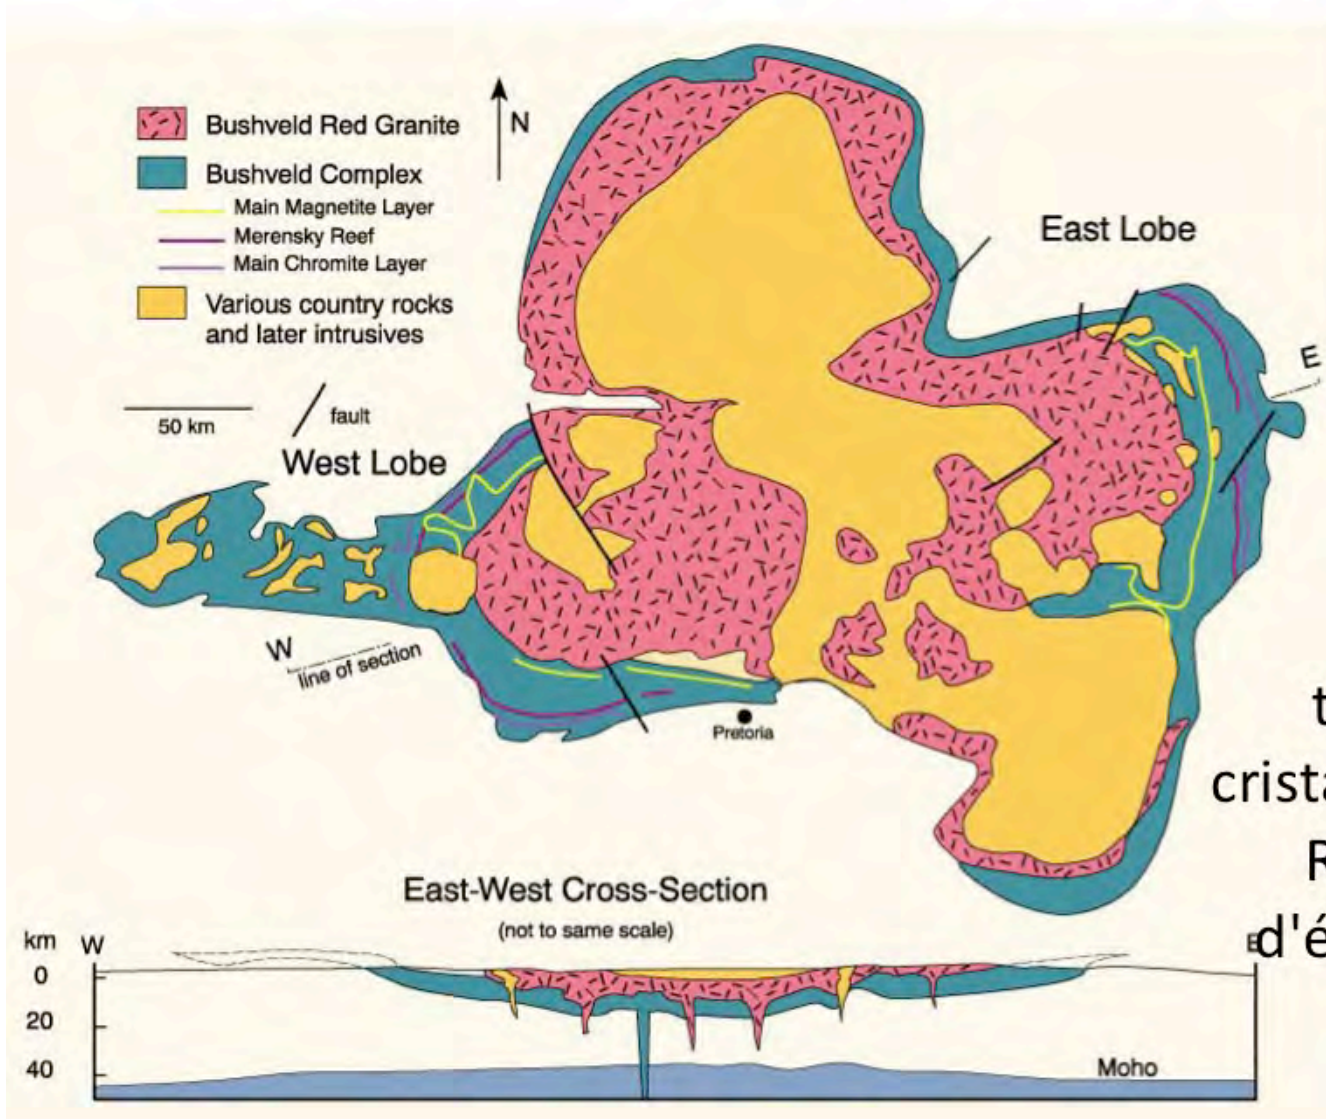 Bushveld Red Granite
N
Bushveld Complex
Main Magnetite Layer
Merensky Reef
Main Chromite Layer
Various country rocks
and later intrusives
East Lobe
E
50 km
fault
West Lobe
W
line of section
Pretoria
t
crista
R
d'é
East-West Cross-Section
(not to same scale)
km
W
E
0
20
40
Moho